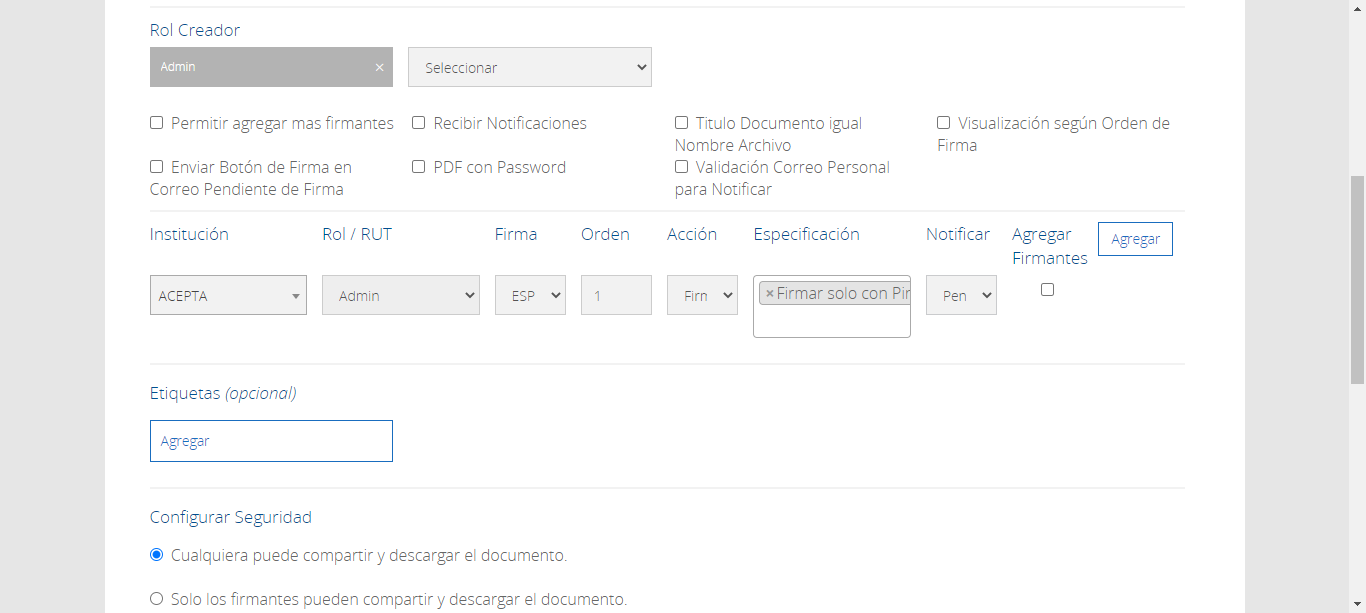 Rol Creador
Admin ×
Seleccionar
Permitir agregar mas firmantes
Recibir Notificaciones
Titulo Documento igual
Nombre Archivo
Visualización según Orden de
Firma
Enviar Botón de Firma en
Correo Pendiente de Firma
PDF con Password
Validación Correo Personal
para Notificar
Institución
Rol / RUT
Firma
Orden
Acción
Especificación
Notificar
Agregar
Firmantes
Agregar
ACEPTA
Admin
ESP
1
Firn
× Firmar solo con Pin
Pen
Etiquetas (opcional)
Agregar
Configurar Seguridad
Cualquiera puede compartir y descargar el documento.
Solo los firmantes pueden compartir y descargar el documento.